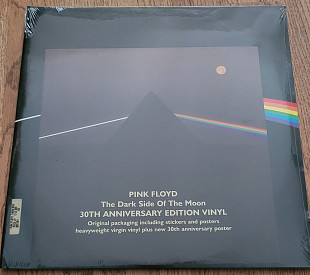 PINK FLOYD
The Dark Side Of The Moon
30TH ANNIVERSARY EDITION VINYL
Original packaging including stickers and posters
heavyweight virgin vinyl plus new 30th anniversary poster